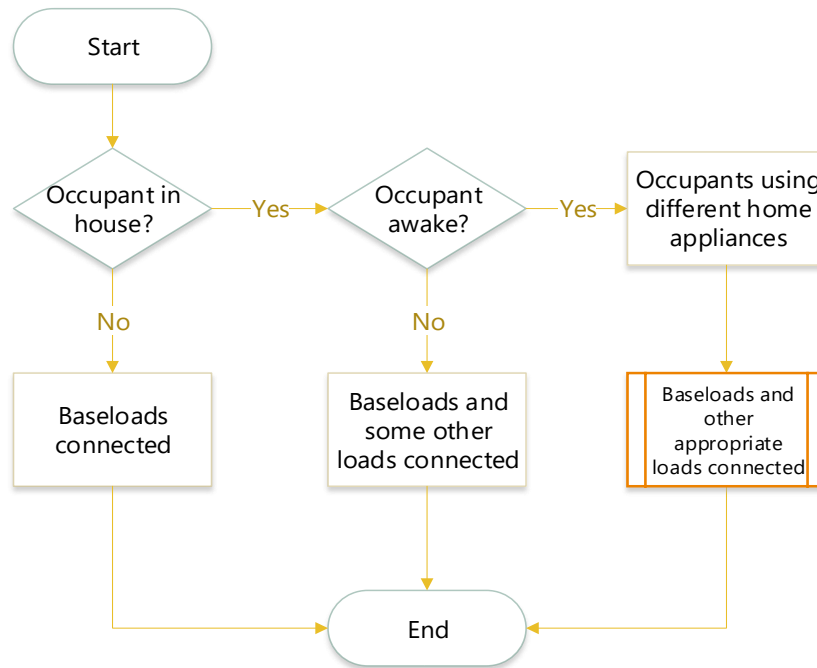 Start
Occupant in
house?
Yes
Occupant
awake?
Yes
Occupants using
different home
appliances
No
No
Baseloads
connected
Baseloads and
some other
loads connected
Baseloads and
other
appropriate
loads connected
End